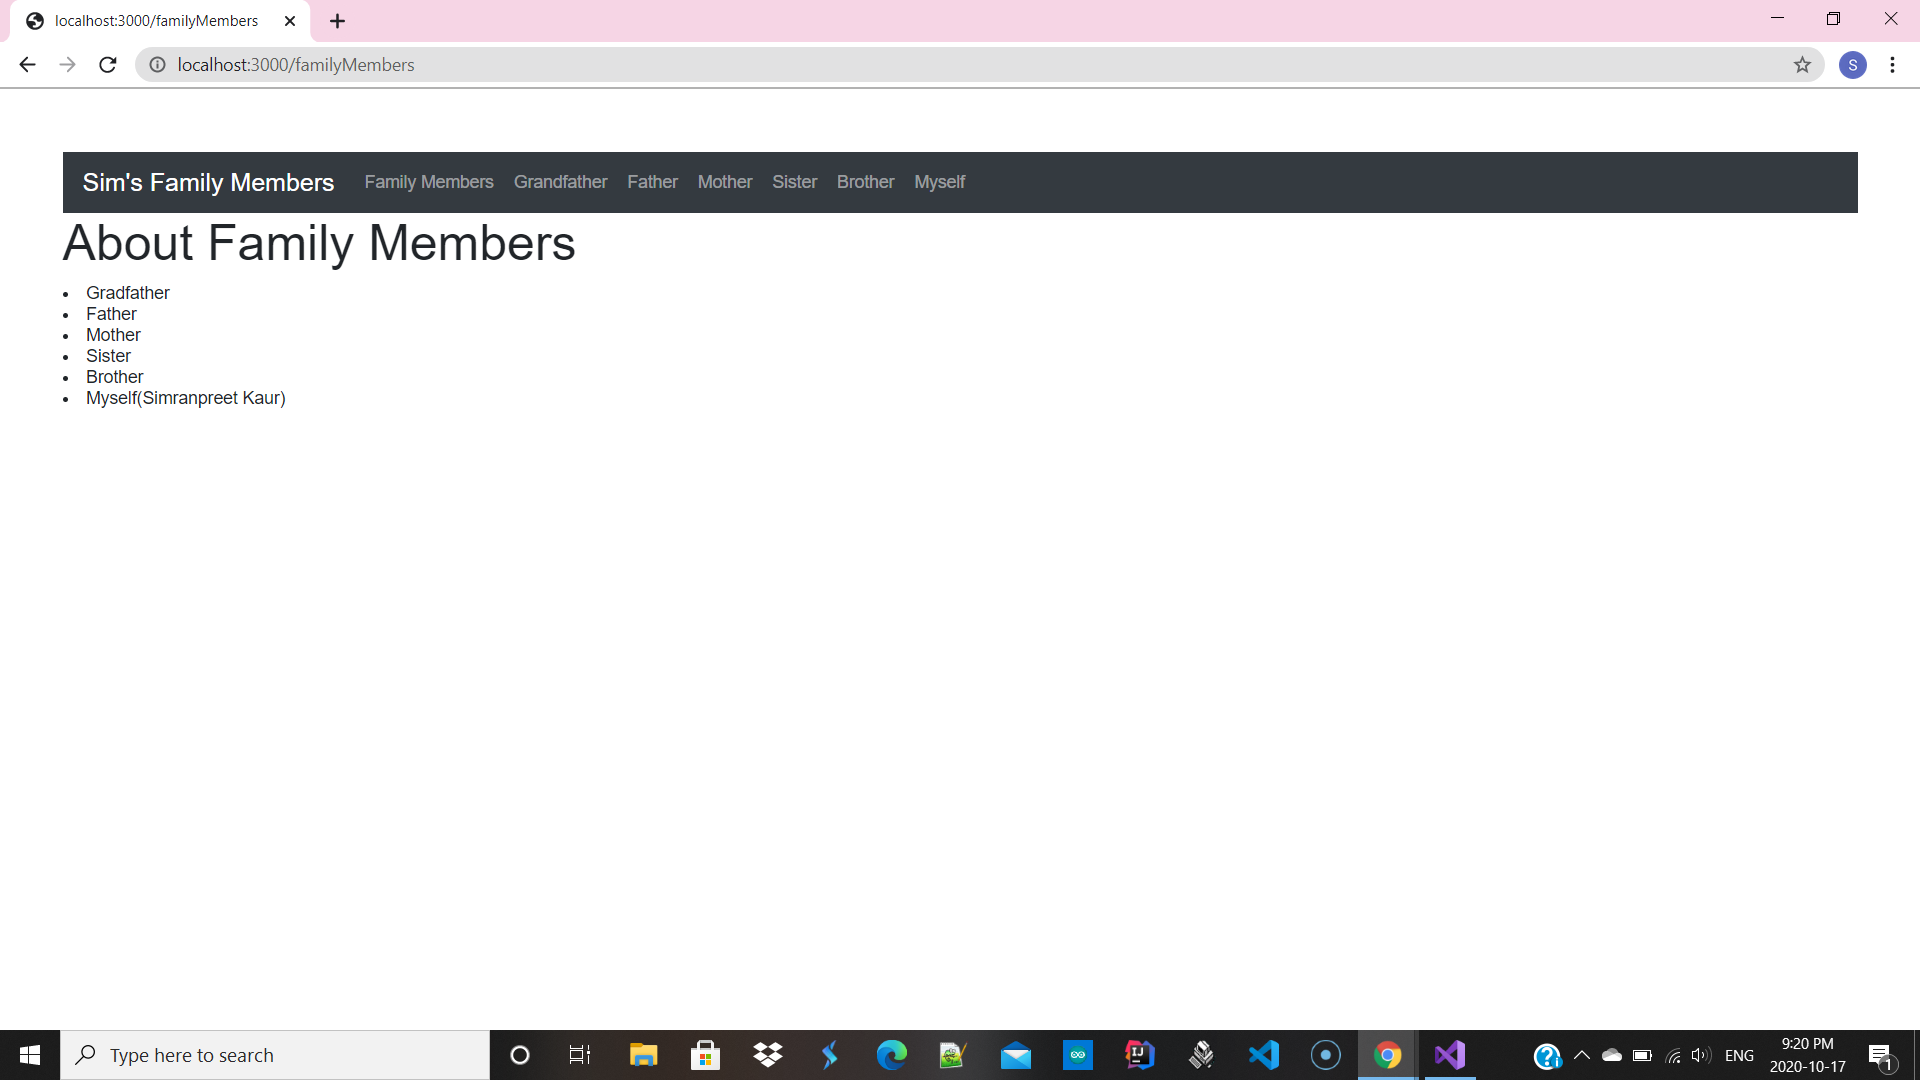 localhost:3000/familyMembers
localhost:3000/familyMembers
S
Sim's Family Members Family Members Grandfather Father Mother Sister Brother Myself
About Family Members
• Gradfather
• Father
• Mother
• Sister
• Brother
• Myself(Simranpreet Kaur)
Type here to search
IJ
ENG
9:20 PM
2020-10-17
1